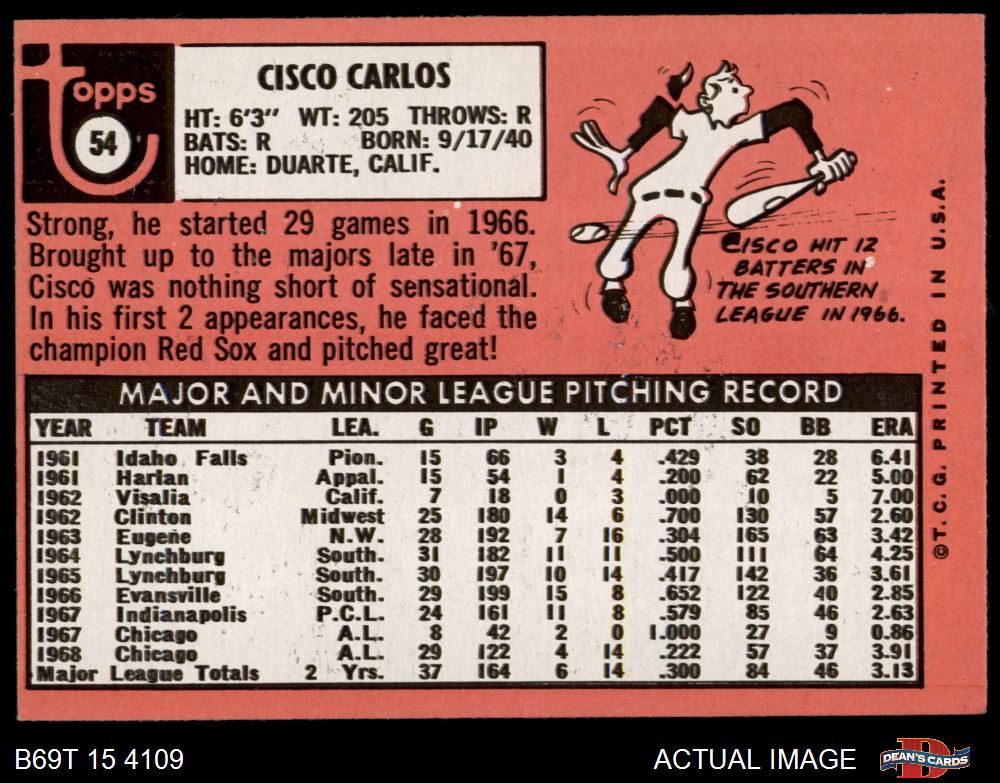 topps
54
CISCO CARLOS
HT: 6'3" WT: 205 THROWS: R
BATS: R BORN: 9/17/40
HOME: DUARTE, CALIF.
Strong, he started 29 games in 1966.
Brought up to the majors late in '67,
Cisco was nothing short of sensational.
In his first 2 appearances, he faced the
champion Red Sox and pitched great!
CISCO HIT 12
BATTERS IN
THE SOUTHERN
LEAGUE IN 1966.
©T.C.G. PRINTED IN U.S.A.
MAJOR AND MINOR LEAGUE PITCHING RECORD
YEAR TEAM LEA. G IP W L PCT SO BB ERA
1961 Idaho Falls Pion. 15 66 3 4 .429 38 28 6.41
1961 Harlan Appal. 15 54 1 4 .200 62 22 5.00
1962 Visalia Calif. 7 18 0 3 .000 10 5 7.00
1962 Clinton Midwest 25 180 14 6 .700 130 57 2.60
1963 Eugene N.W. 28 192 7 16 .304 165 63 3.42
1964 Lynchburg South. 31 182 11 11 .500 111 64 4.25
1965 Lynchburg South. 30 197 10 14 .417 142 36 3.61
1966 Evansville South. 29 199 15 8 .652 122 40 2.85
1967 Indianapolis P.C.L. 24 161 11 8 .579 85 46 2.63
1967 Chicago A.L. 8 42 2 0 1.000 27 9 0.86
1968 Chicago A.L. 29 122 4 14 .222 57 37 3.91
Major League Totals 2 Yrs. 37 164 6 14 .300 84 46 3.13
B69T 15 4109
ACTUAL IMAGE
DEAN'S CARDS